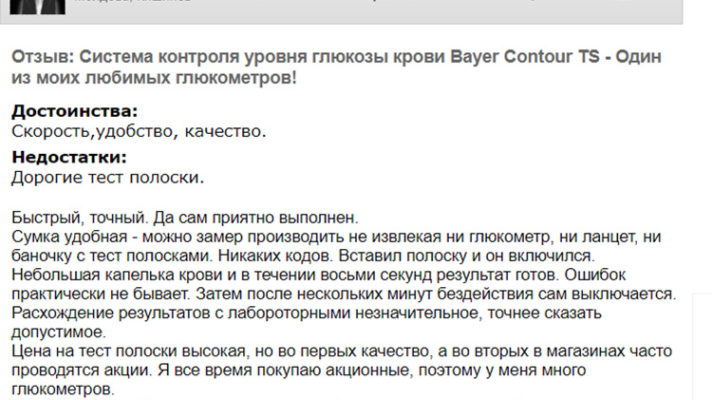 Отзыв: Система контроля уровня глюкозы крови Bayer Contour TS - Один
из моих любимых глюкометров!
Достоинства:
Скорость,удобство, качество.
Недостатки:
Дорогие тест полоски.
Быстрый, точный. Да сам приятно выполнен.
Сумка удобная - можно замер производить не извлекая ни глюкометр, ни ланцет, ни
баночку с тест полосками. Никаких кодов. Вставил полоску и он включился.
Небольшая капелька крови и в течении восьми секунд результат готов. Ошибок
практически не бывает. Затем после нескольких минут бездействия сам выключается.
Расхождение результатов с лабороторными незначительное, точнее сказать
допустимое.
Цена на тест полоски высокая, но во первых качество, а во вторых в магазинах часто
проводятся акции. Я все время покупаю акционные, поэтому у меня много
глюкометров.